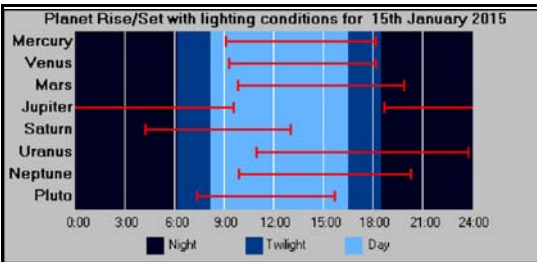 Planet Rise/Set with lighting conditions for 15th January 2015
Mercury
Venus
Mars
Jupiter
Saturn
Uranus
Neptune
Pluto
0:00 3:00 6:00 9:00 12:00 15:00 18:00 21:00 24:00
Night Twilight Day